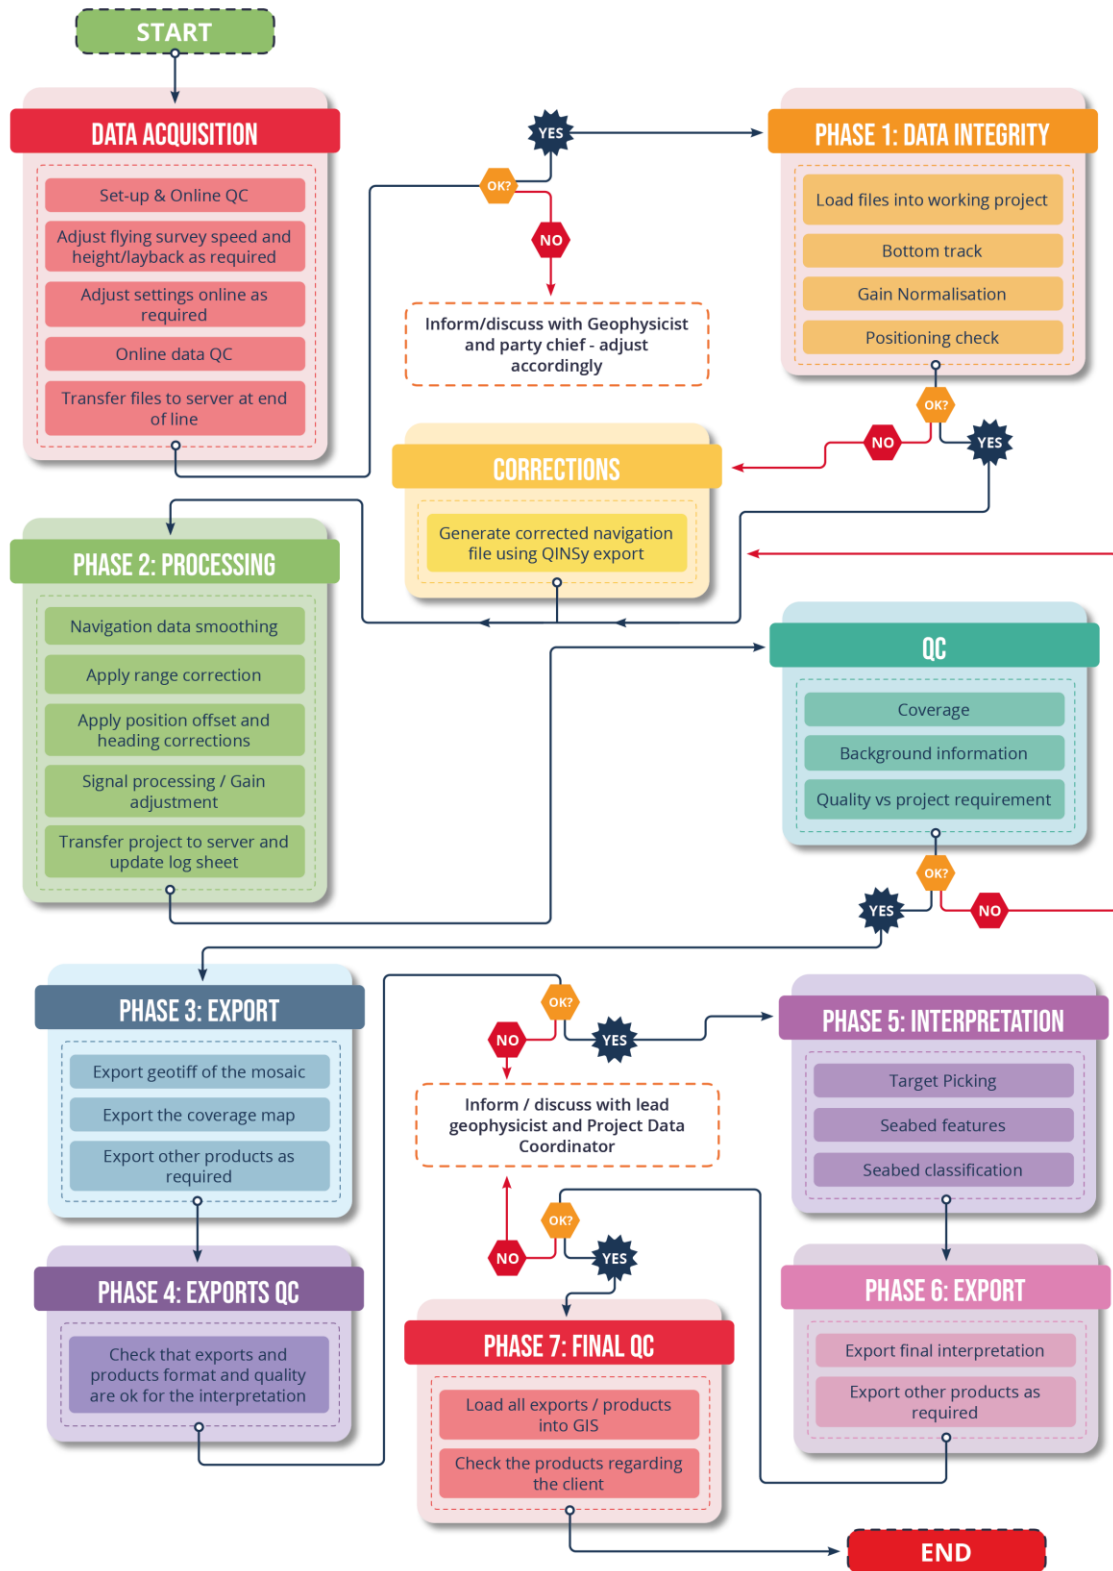 START
DATA ACQUISITION
Set-up & Online QC
Adjust flying survey speed and
height/layback as required
Adjust settings online as
required
Online data QC
Transfer files to server at end
of line
OK?
YES
NO
Inform/discuss with Geophysicist
and party chief - adjust
accordingly
PHASE 1: DATA INTEGRITY
Load files into working project
Bottom track
Gain Normalisation
Positioning check
OK?
NO
YES
CORRECTIONS
Generate corrected navigation
file using QINSy export
PHASE 2: PROCESSING
Navigation data smoothing
Apply range correction
Apply position offset and
heading corrections
Signal processing / Gain
adjustment
Transfer project to server and
update log sheet
QC
Coverage
Background information
Quality vs project requirement
OK?
YES
NO
PHASE 3: EXPORT
Export geotiff of the mosaic
Export the coverage map
Export other products as
required
PHASE 4: EXPORTS QC
Check that exports and
products format and quality
are ok for the interpretation
OK?
NO
YES
Inform / discuss with lead
geophysicist and Project Data
Coordinator
PHASE 5: INTERPRETATION
Target Picking
Seabed features
Seabed classification
PHASE 6: EXPORT
Export final interpretation
Export other products as
required
OK?
NO
YES
PHASE 7: FINAL QC
Load all exports / products
into GIS
Check the products regarding
the client
END